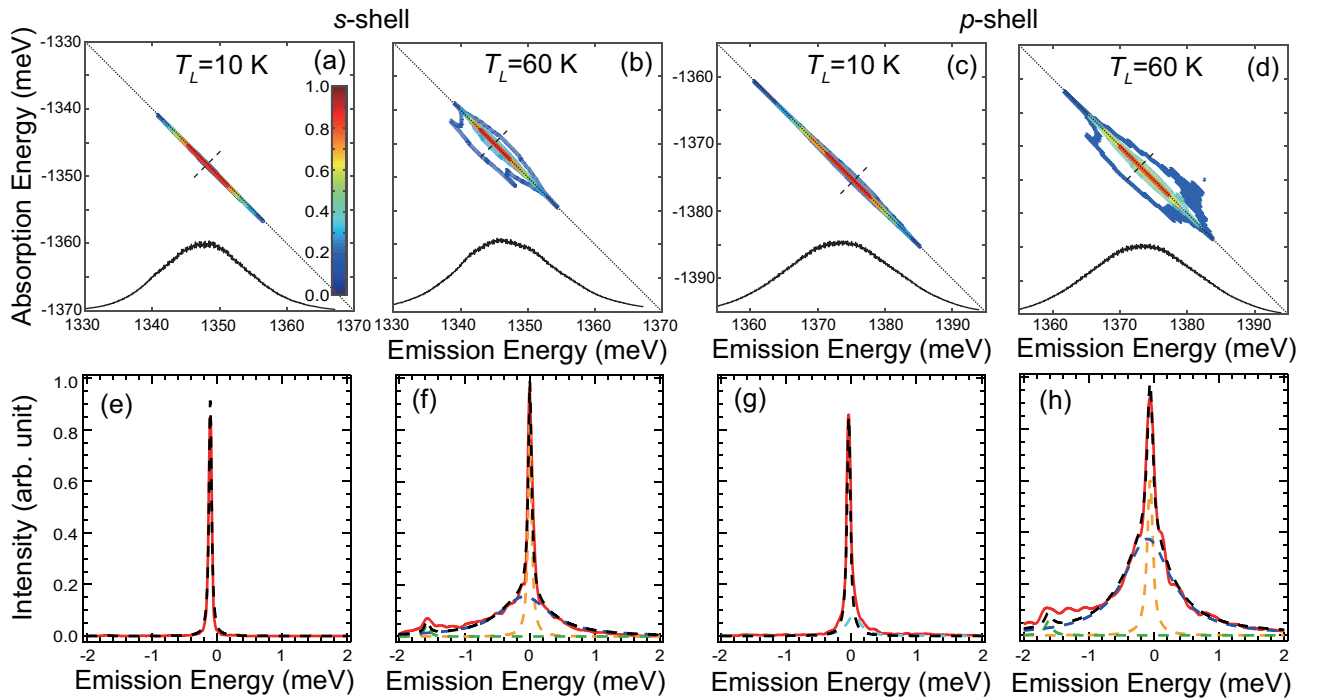 s-shell p-shell
Absorption Energy (meV)
-1330
-1340
-1350
-1360
-1370
T_L=10 K (a)
1.0
0.8
0.6
0.4
0.2
0.0
1330 1340 1350 1360 1370
T_L=60 K (b)
1330 1340 1350 1360 1370
Emission Energy (meV)
-1360
-1370
-1380
-1390
T_L=10 K (c)
1360 1370 1380 1390
Emission Energy (meV)
T_L=60 K (d)
1360 1370 1380 1390
Emission Energy (meV)
Intensity (arb. unit)
1.0
0.8
0.6
0.4
0.2
0.0
(e)
-2 -1 0 1 2
Emission Energy (meV)
(f)
-2 -1 0 1 2
Emission Energy (meV)
(g)
-2 -1 0 1 2
Emission Energy (meV)
(h)
-2 -1 0 1 2
Emission Energy (meV)